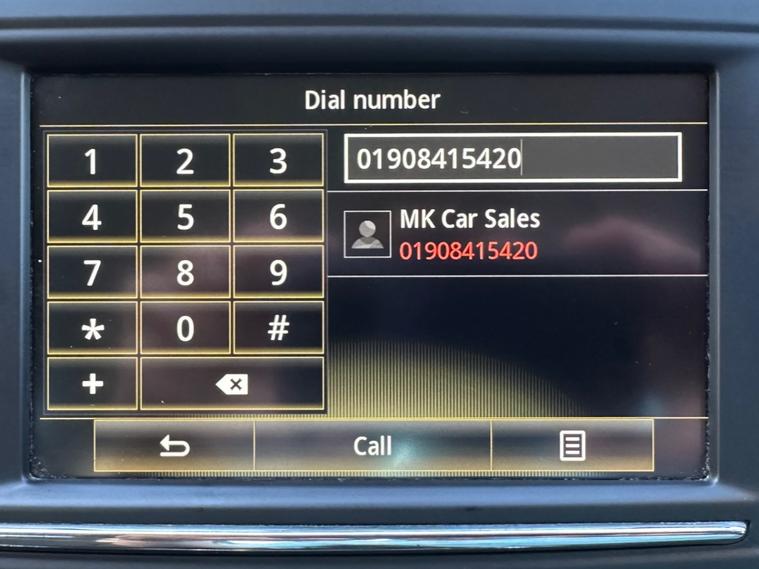 Dial number
1 2 3
4 5 6
7 8 9
* 0 #
+
01908415420
MK Car Sales
01908415420
Call